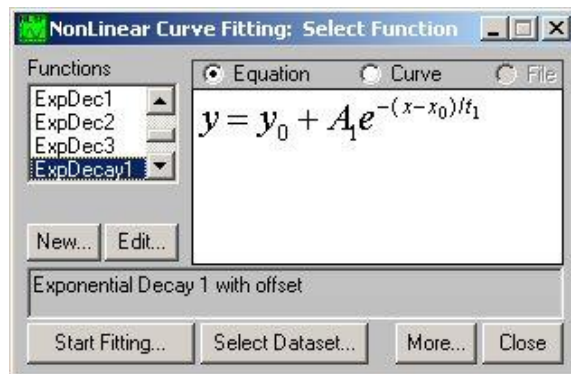 NonLinear Curve Fitting: Select Function
Functions
Equation Curve File
ExpDec1
ExpDec2
ExpDec3
ExpDecay1
y = y₀ + A₁e^{-(x-x₀)/t₁}
New... Edit...
Exponential Decay 1 with offset
Start Fitting... Select Dataset... More... Close